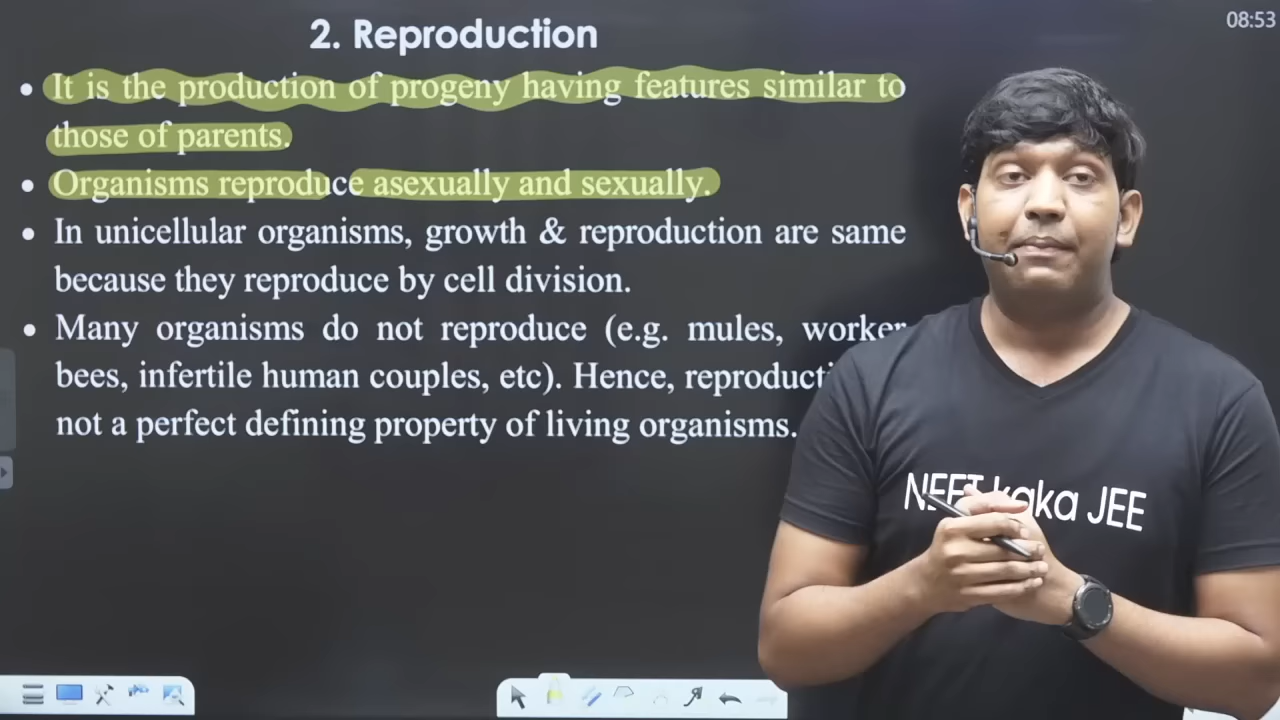 08:53
2. Reproduction
• It is the production of progeny having features similar to
those of parents.
• Organisms reproduce asexually and sexually.
• In unicellular organisms, growth & reproduction are same
because they reproduce by cell division.
• Many organisms do not reproduce (e.g. mules, worker
bees, infertile human couples, etc). Hence,
not a perfect defining property of living organisms.
NEET kaka JEE